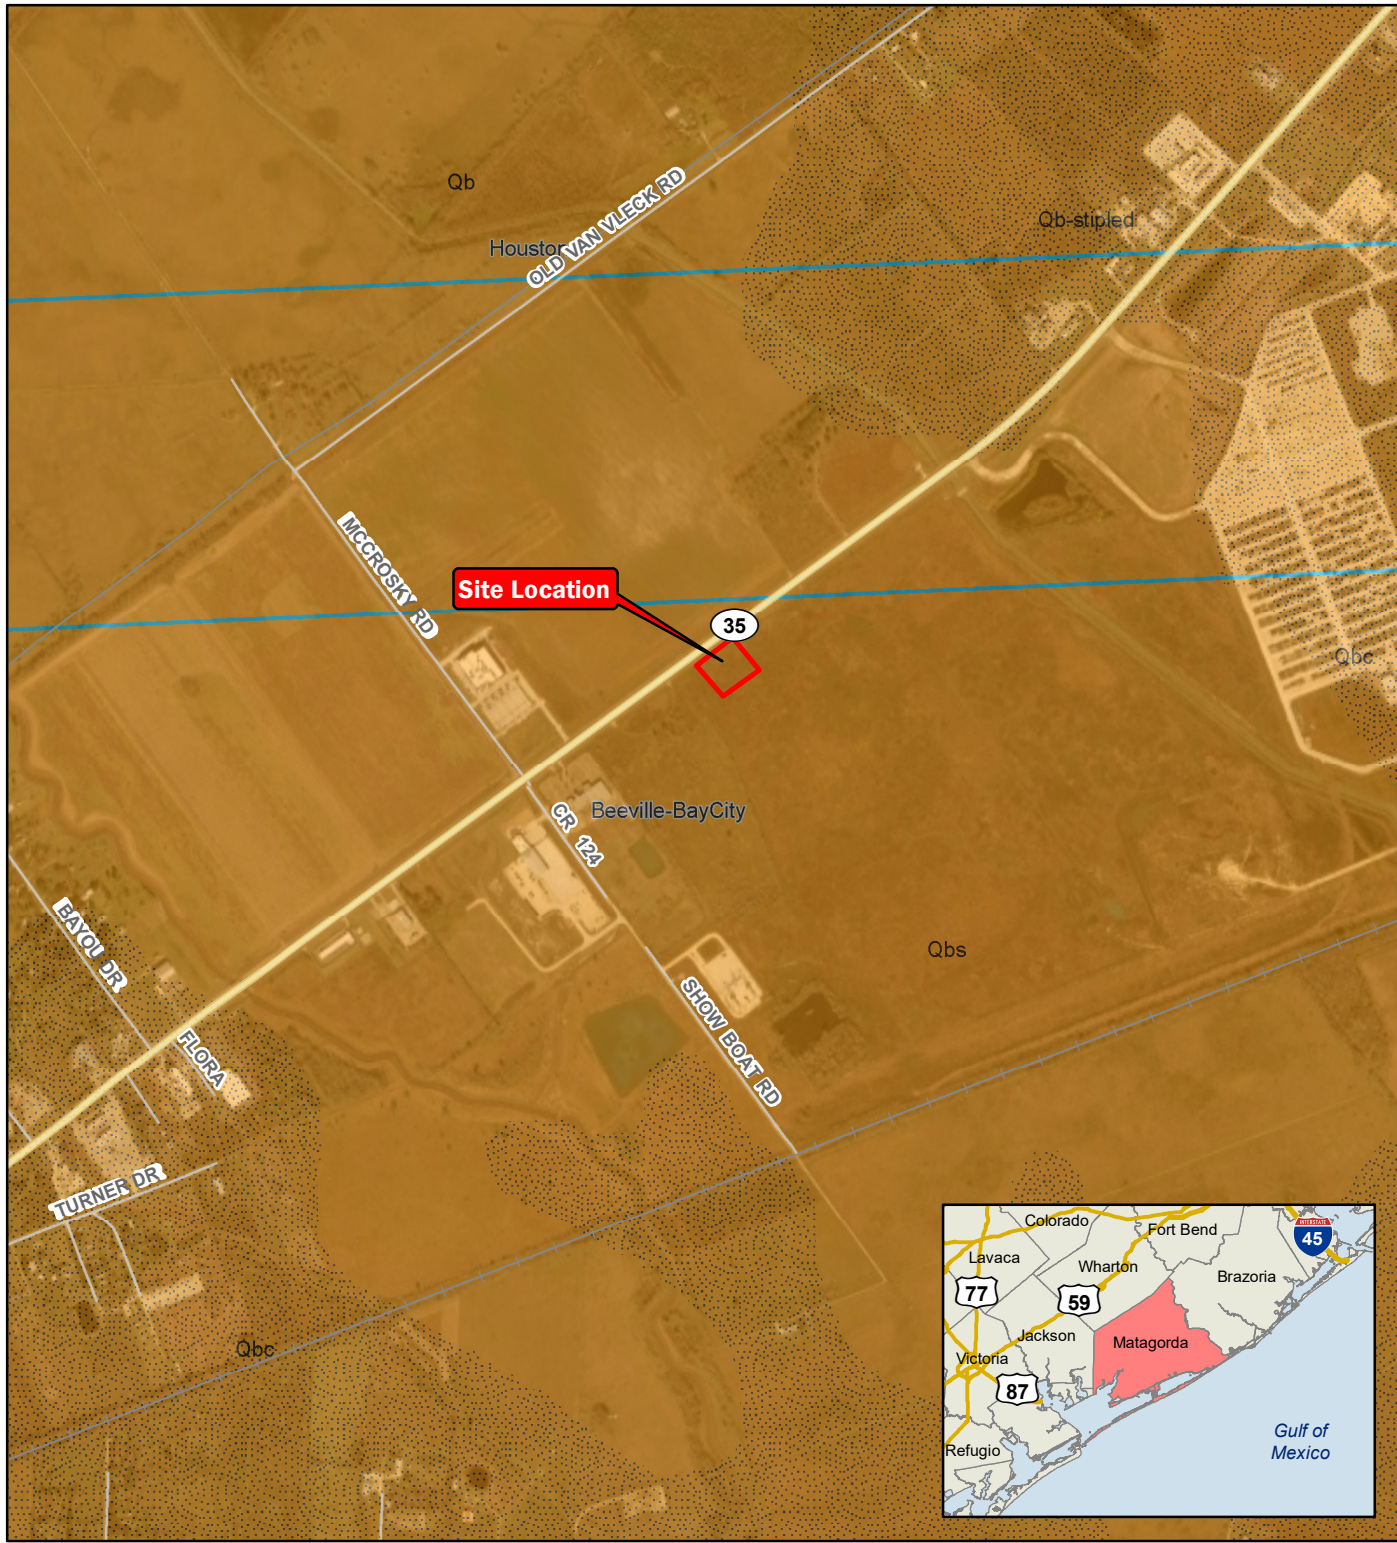 Qb
Qb-stipled
Houston
OLD VAN VLECK RD
MCCROSKY RD
Site Location
35
Qbc
Beeville-BayCity
CR 124
BAYOU DR
Qbs
SHOW BOAT RD
FLORA
TURNER DR
Qbc
Colorado
Fort Bend
INTERSTATE
45
Lavaca
Wharton
Brazoria
77
59
Jackson
Matagorda
Victoria
87
Gulf of
Mexico
Refugio